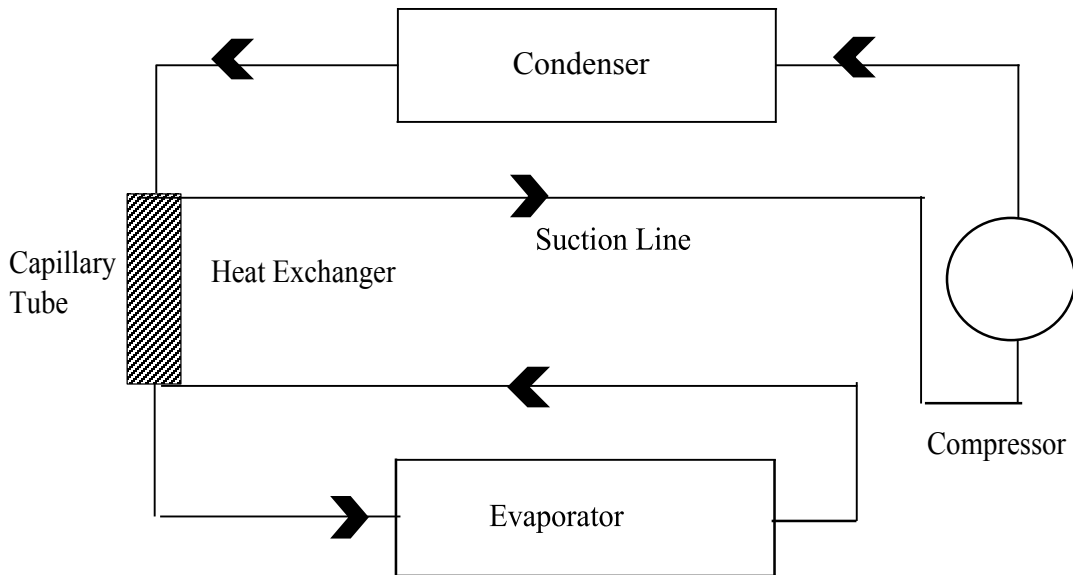 Condenser
Suction Line
Capillary
Tube
Heat Exchanger
Compressor
Evaporator